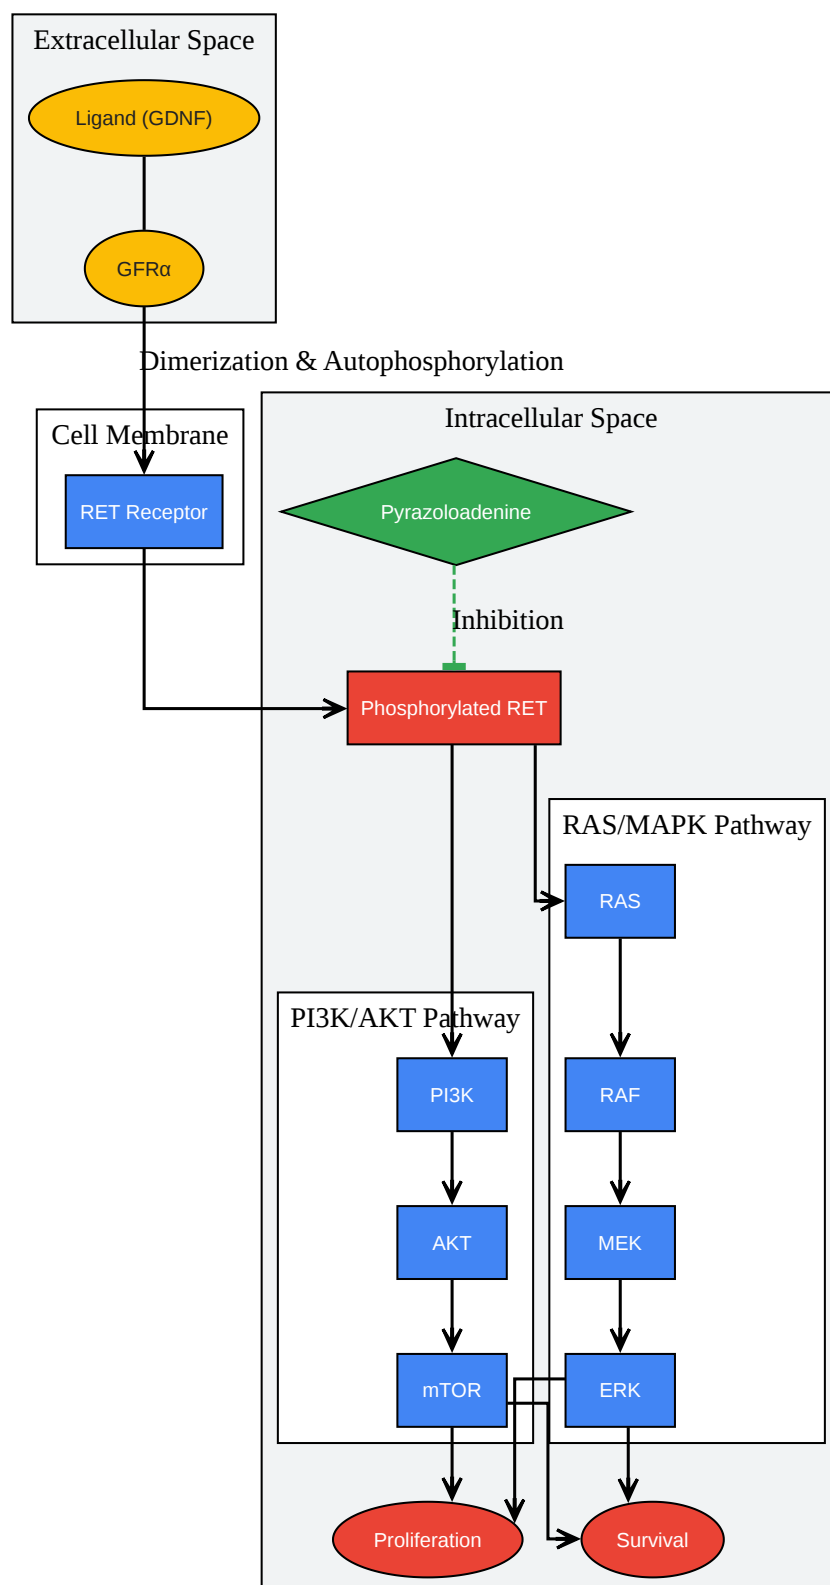 Extracellular Space
Ligand (GDNF)
GFRα
Dimerization & Autophosphorylation
Cell Membrane
RET Receptor
Intracellular Space
Pyrazoloadenine
Inhibition
Phosphorylated RET
RAS/MAPK Pathway
RAS
PI3K/AKT Pathway
PI3K
RAF
AKT
MEK
mTOR
ERK
Proliferation
Survival